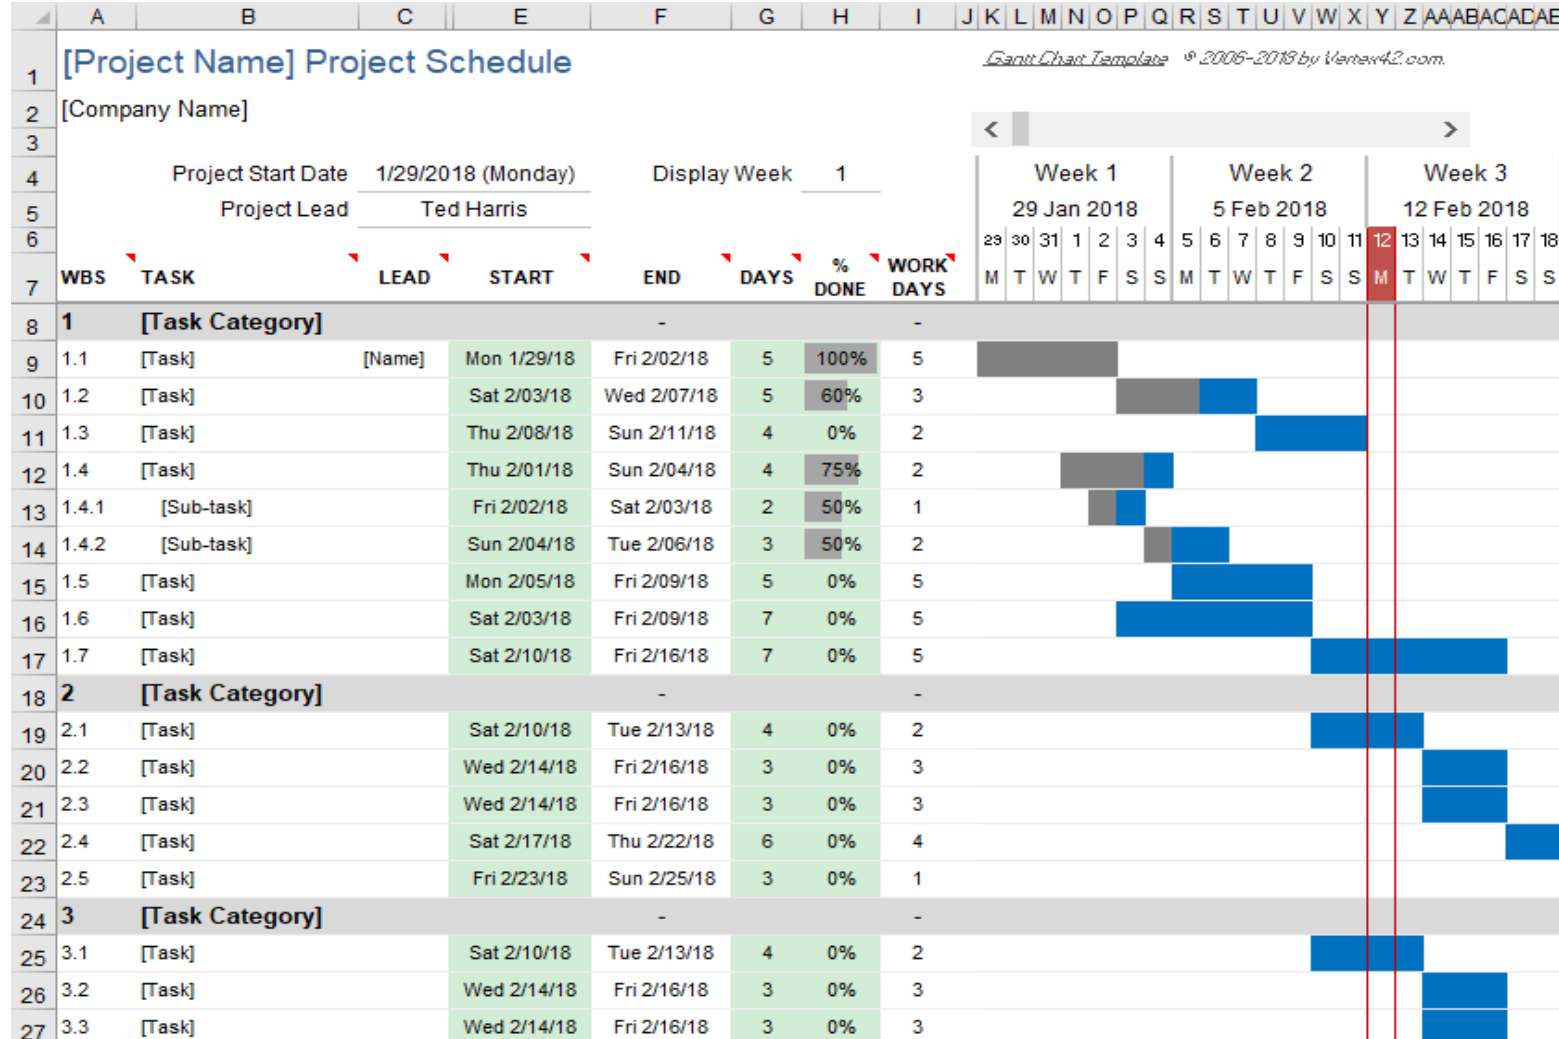 A B C E F G H I J K L M N O P Q R S T U V W X Y Z AA AB AC AD AE
1 [Project Name] Project Schedule Gantt Chart Template © 2006-2018 by Vertex42.com.
2 [Company Name]
3
4 Project Start Date 1/29/2018 (Monday) Display Week 1 Week 1 Week 2 Week 3
5 Project Lead Ted Harris 29 Jan 2018 5 Feb 2018 12 Feb 2018
6 29 30 31 1 2 3 4 5 6 7 8 9 10 11 12 13 14 15 16 17 18
7 WBS TASK LEAD START END DAYS % DONE WORK DAYS M T W T F S S M T W T F S S M T W T F S S
8 1 [Task Category] - -
9 1.1 [Task] [Name] Mon 1/29/18 Fri 2/02/18 5 100% 5
10 1.2 [Task] Sat 2/03/18 Wed 2/07/18 5 60% 3
11 1.3 [Task] Thu 2/08/18 Sun 2/11/18 4 0% 2
12 1.4 [Task] Thu 2/01/18 Sun 2/04/18 4 75% 2
13 1.4.1 [Sub-task] Fri 2/02/18 Sat 2/03/18 2 50% 1
14 1.4.2 [Sub-task] Sun 2/04/18 Tue 2/06/18 3 50% 2
15 1.5 [Task] Mon 2/05/18 Fri 2/09/18 5 0% 5
16 1.6 [Task] Sat 2/03/18 Fri 2/09/18 7 0% 5
17 1.7 [Task] Sat 2/10/18 Fri 2/16/18 7 0% 5
18 2 [Task Category] - -
19 2.1 [Task] Sat 2/10/18 Tue 2/13/18 4 0% 2
20 2.2 [Task] Wed 2/14/18 Fri 2/16/18 3 0% 3
21 2.3 [Task] Wed 2/14/18 Fri 2/16/18 3 0% 3
22 2.4 [Task] Sat 2/17/18 Thu 2/22/18 6 0% 4
23 2.5 [Task] Fri 2/23/18 Sun 2/25/18 3 0% 1
24 3 [Task Category] - -
25 3.1 [Task] Sat 2/10/18 Tue 2/13/18 4 0% 2
26 3.2 [Task] Wed 2/14/18 Fri 2/16/18 3 0% 3
27 3.3 [Task] Wed 2/14/18 Fri 2/16/18 3 0% 3